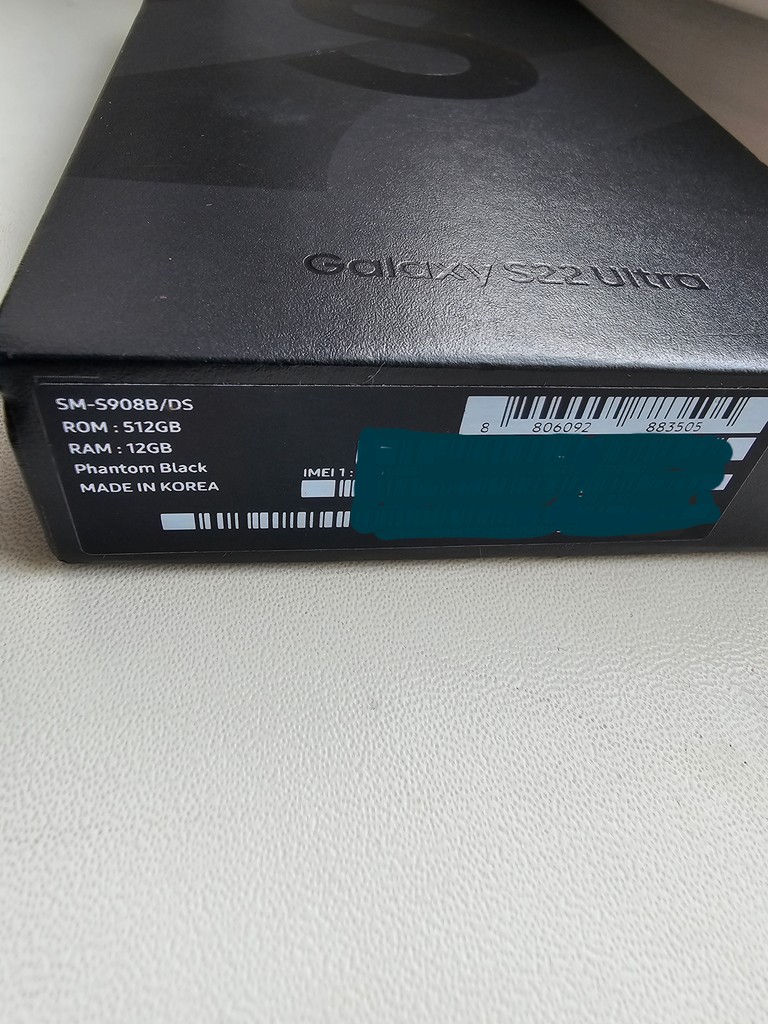 S
Galaxy S22 Ultra
SM-S908B/DS
ROM : 512GB
RAM : 12GB
Phantom Black
MADE IN KOREA
8 806092 883505
IMEI 1 :